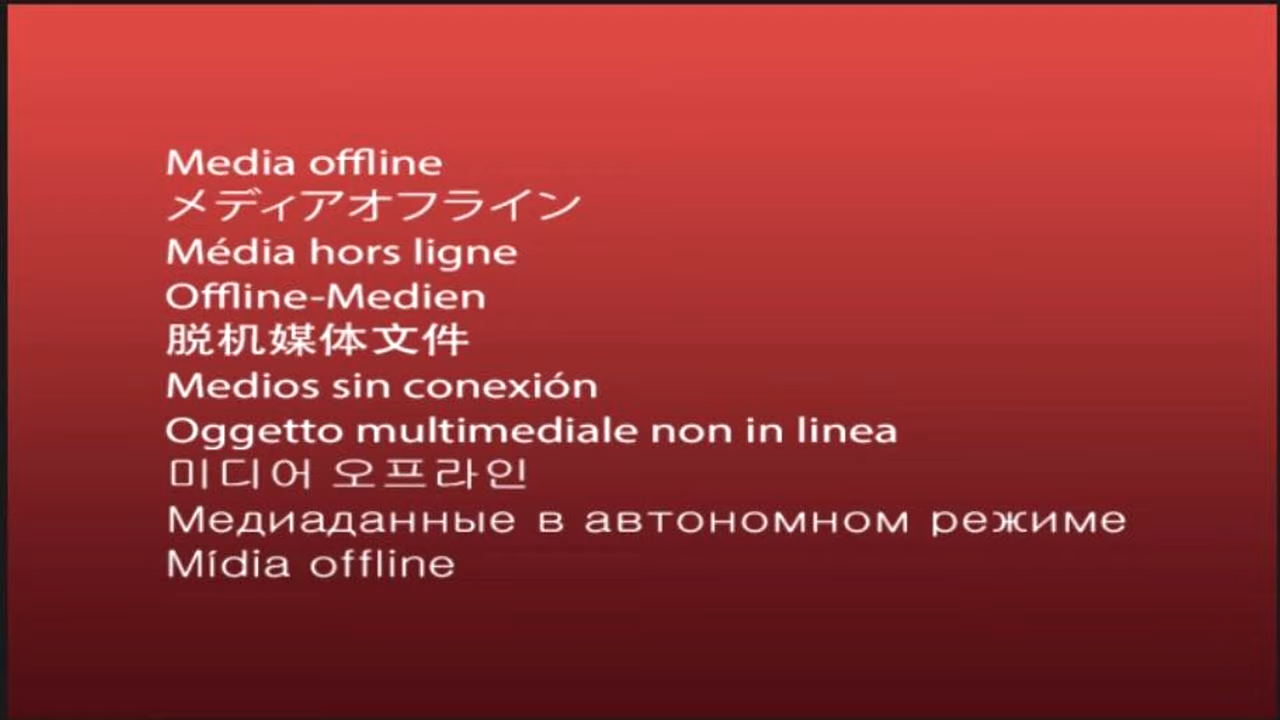 Media offline
メディアオフライン
Média hors ligne
Offline-Medien
脱机媒体文件
Medios sin conexión
Oggetto multimediale non in linea
미디어 오프라인
Медиаданные в автономном режиме
Mídia offline